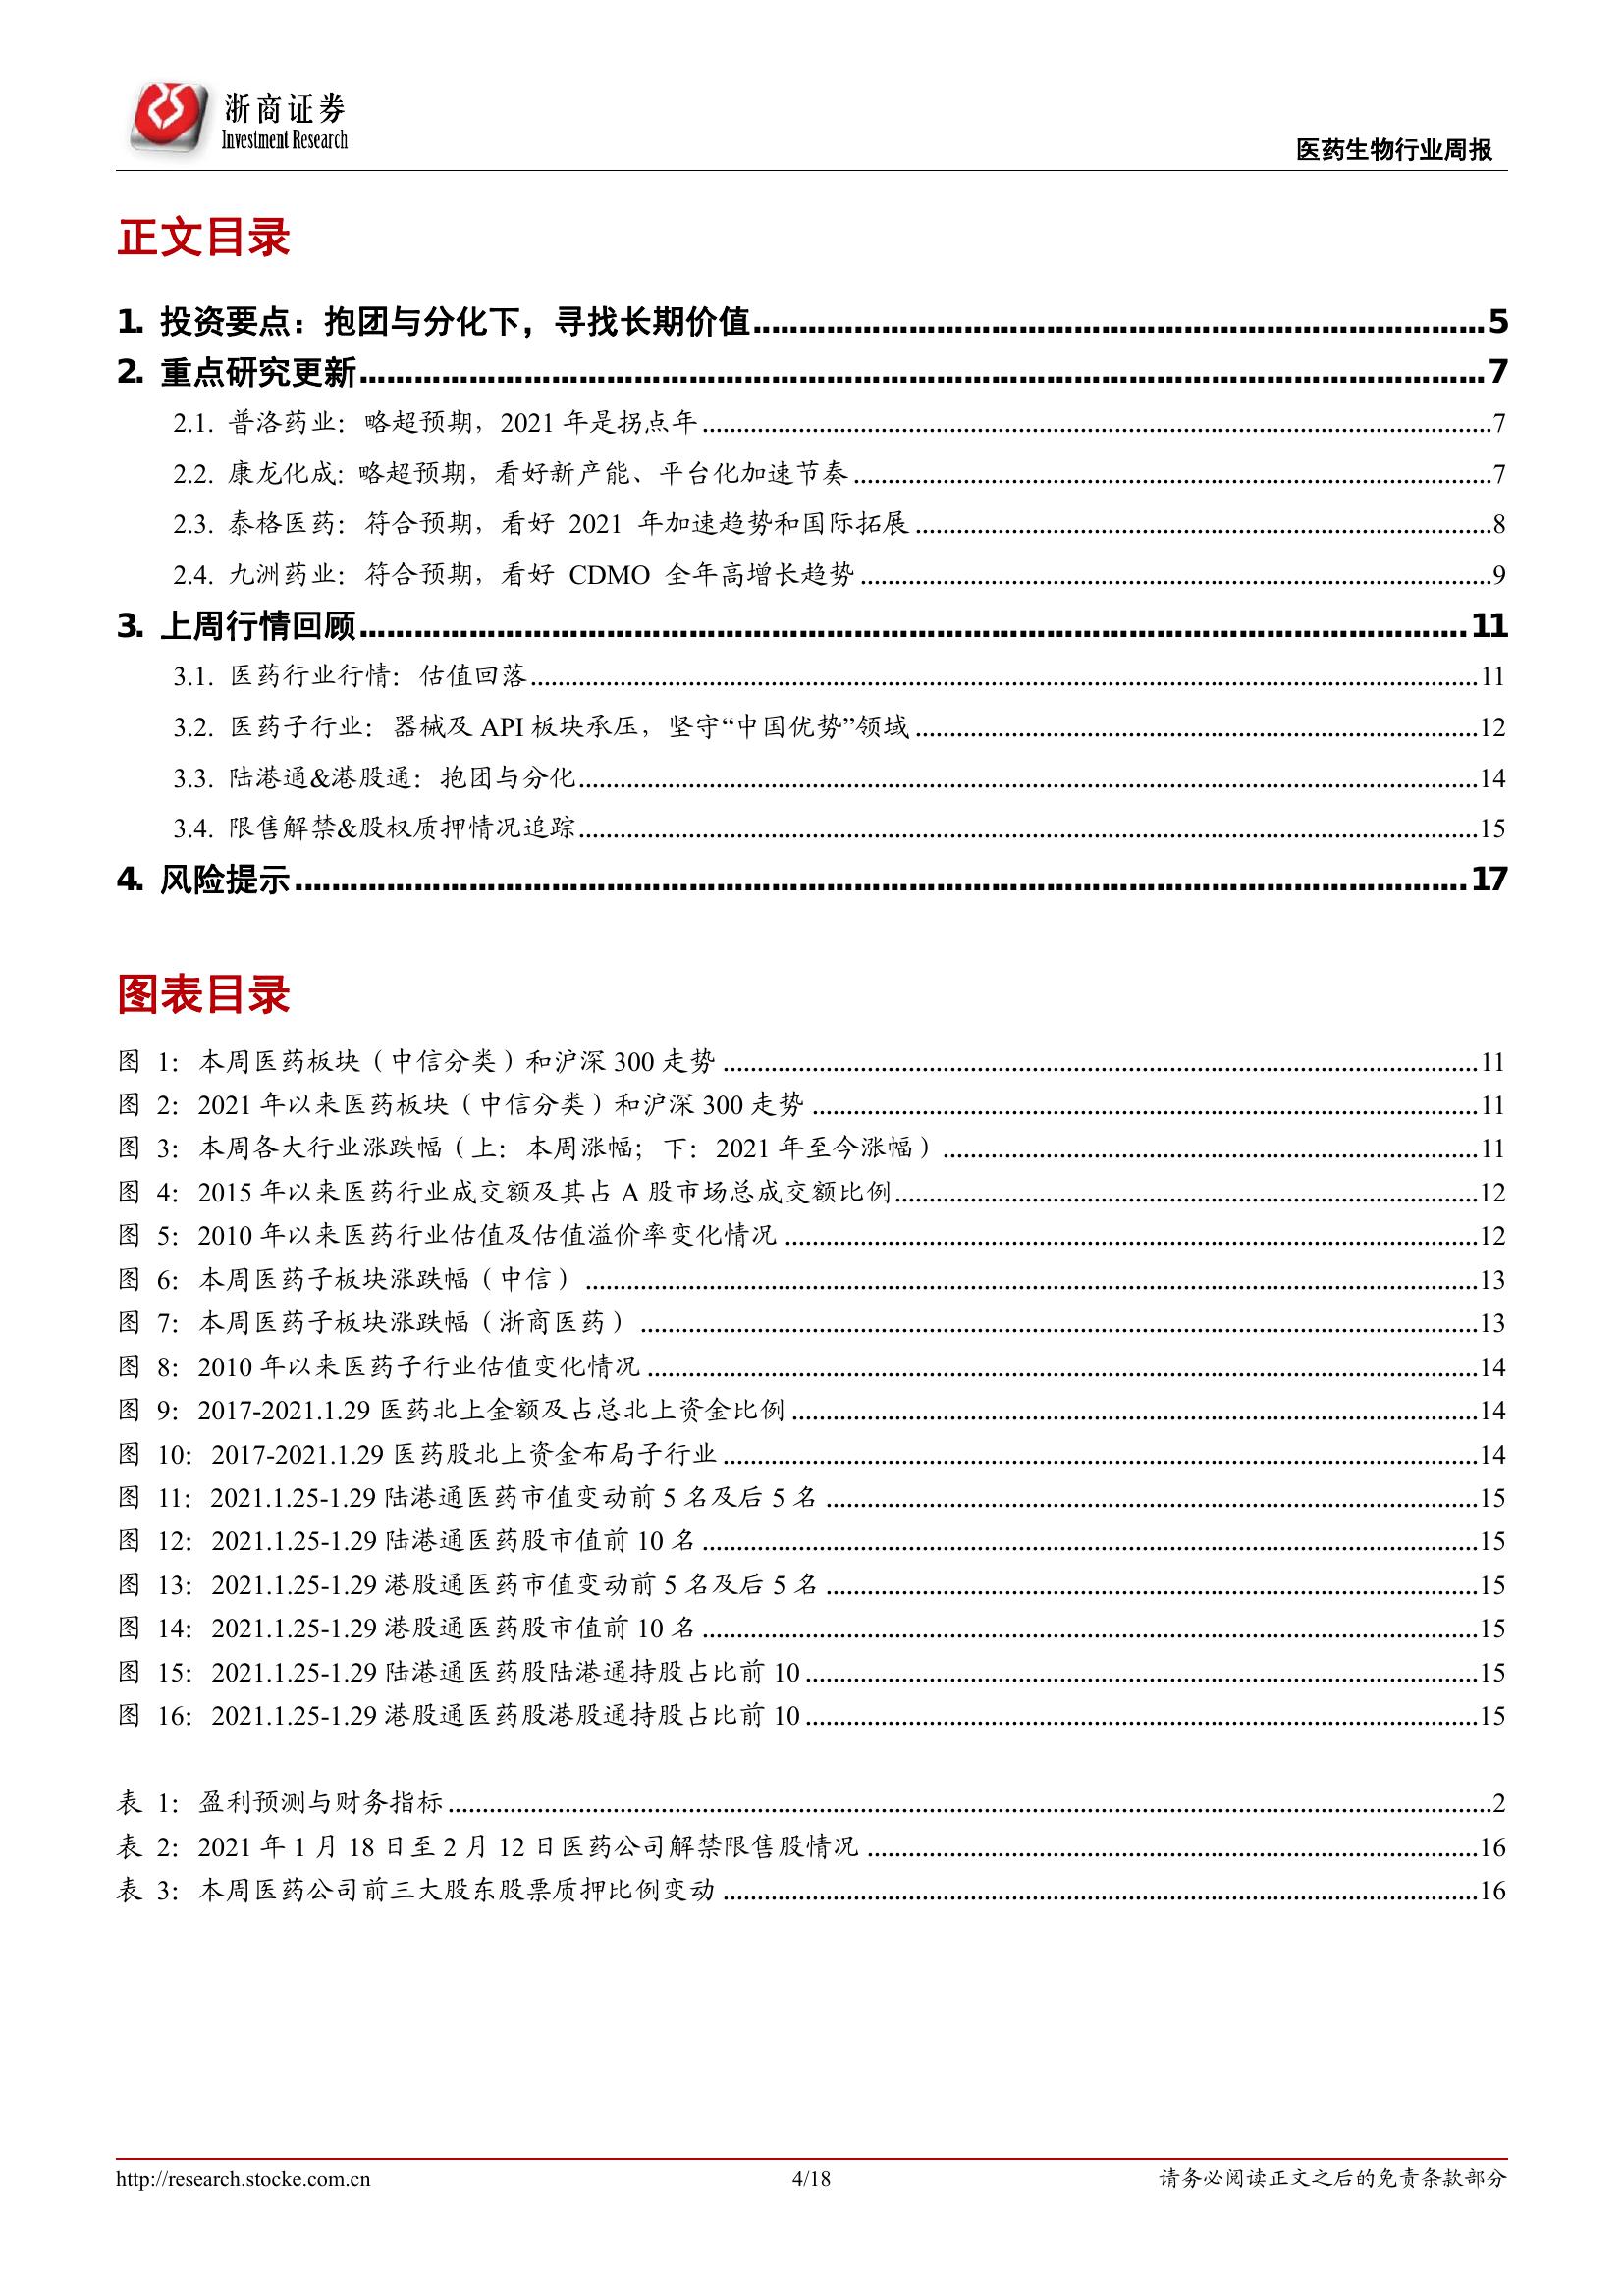 浙商证券
Investment Research
医药生物行业周报
正文目录
1. 投资要点：抱团与分化下，寻找长期价值 5
2. 重点研究更新 7
2.1. 普洛药业：略超预期，2021 年是拐点年 7
2.2. 康龙化成: 略超预期，看好新产能、平台化加速节奏 7
2.3. 泰格医药：符合预期，看好 2021 年加速趋势和国际拓展 8
2.4. 九洲药业：符合预期，看好 CDMO 全年高增长趋势 9
3. 上周行情回顾 11
3.1. 医药行业行情：估值回落 11
3.2. 医药子行业：器械及 API 板块承压，坚守“中国优势”领域 12
3.3. 陆港通&港股通：抱团与分化 14
3.4. 限售解禁&股权质押情况追踪 15
4. 风险提示 17
图表目录
图 1：本周医药板块（中信分类）和沪深 300 走势 11
图 2：2021 年以来医药板块（中信分类）和沪深 300 走势 11
图 3：本周各大行业涨跌幅（上：本周涨幅；下：2021 年至今涨幅） 11
图 4：2015 年以来医药行业成交额及其占 A 股市场总成交额比例 12
图 5：2010 年以来医药行业估值及估值溢价率变化情况 12
图 6：本周医药子板块涨跌幅（中信） 13
图 7：本周医药子板块涨跌幅（浙商医药） 13
图 8：2010 年以来医药子行业估值变化情况 14
图 9：2017-2021.1.29 医药北上金额及占总北上资金比例 14
图 10：2017-2021.1.29 医药股北上资金布局子行业 14
图 11：2021.1.25-1.29 陆港通医药市值变动前 5 名及后 5 名 15
图 12：2021.1.25-1.29 陆港通医药股市值前 10 名 15
图 13：2021.1.25-1.29 港股通医药市值变动前 5 名及后 5 名 15
图 14：2021.1.25-1.29 港股通医药股市值前 10 名 15
图 15：2021.1.25-1.29 陆港通医药股陆港通持股占比前 10 15
图 16：2021.1.25-1.29 港股通医药股港股通持股占比前 10 15
表 1：盈利预测与财务指标 2
表 2：2021 年 1 月 18 日至 2 月 12 日医药公司解禁限售股情况 16
表 3：本周医药公司前三大股东股票质押比例变动 16
http://research.stocke.com.cn
4/18
请务必阅读正文之后的免责条款部分